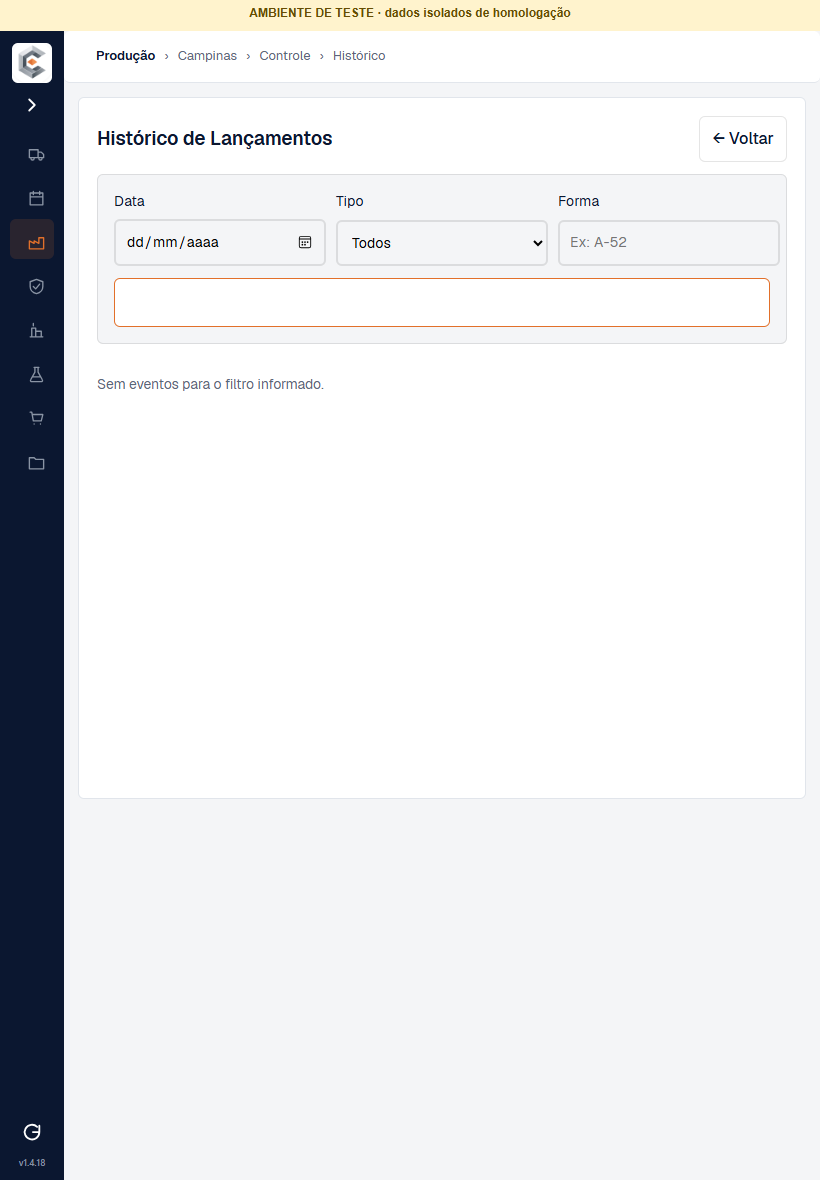 AMBIENTE DE TESTE · dados isolados de homologação
Produção › Campinas › Controle › Histórico
Histórico de Lançamentos
← Voltar
Data
Tipo
Forma
dd/mm/aaaa
Todos
Ex: A-52
Sem eventos para o filtro informado.
v1.4.18